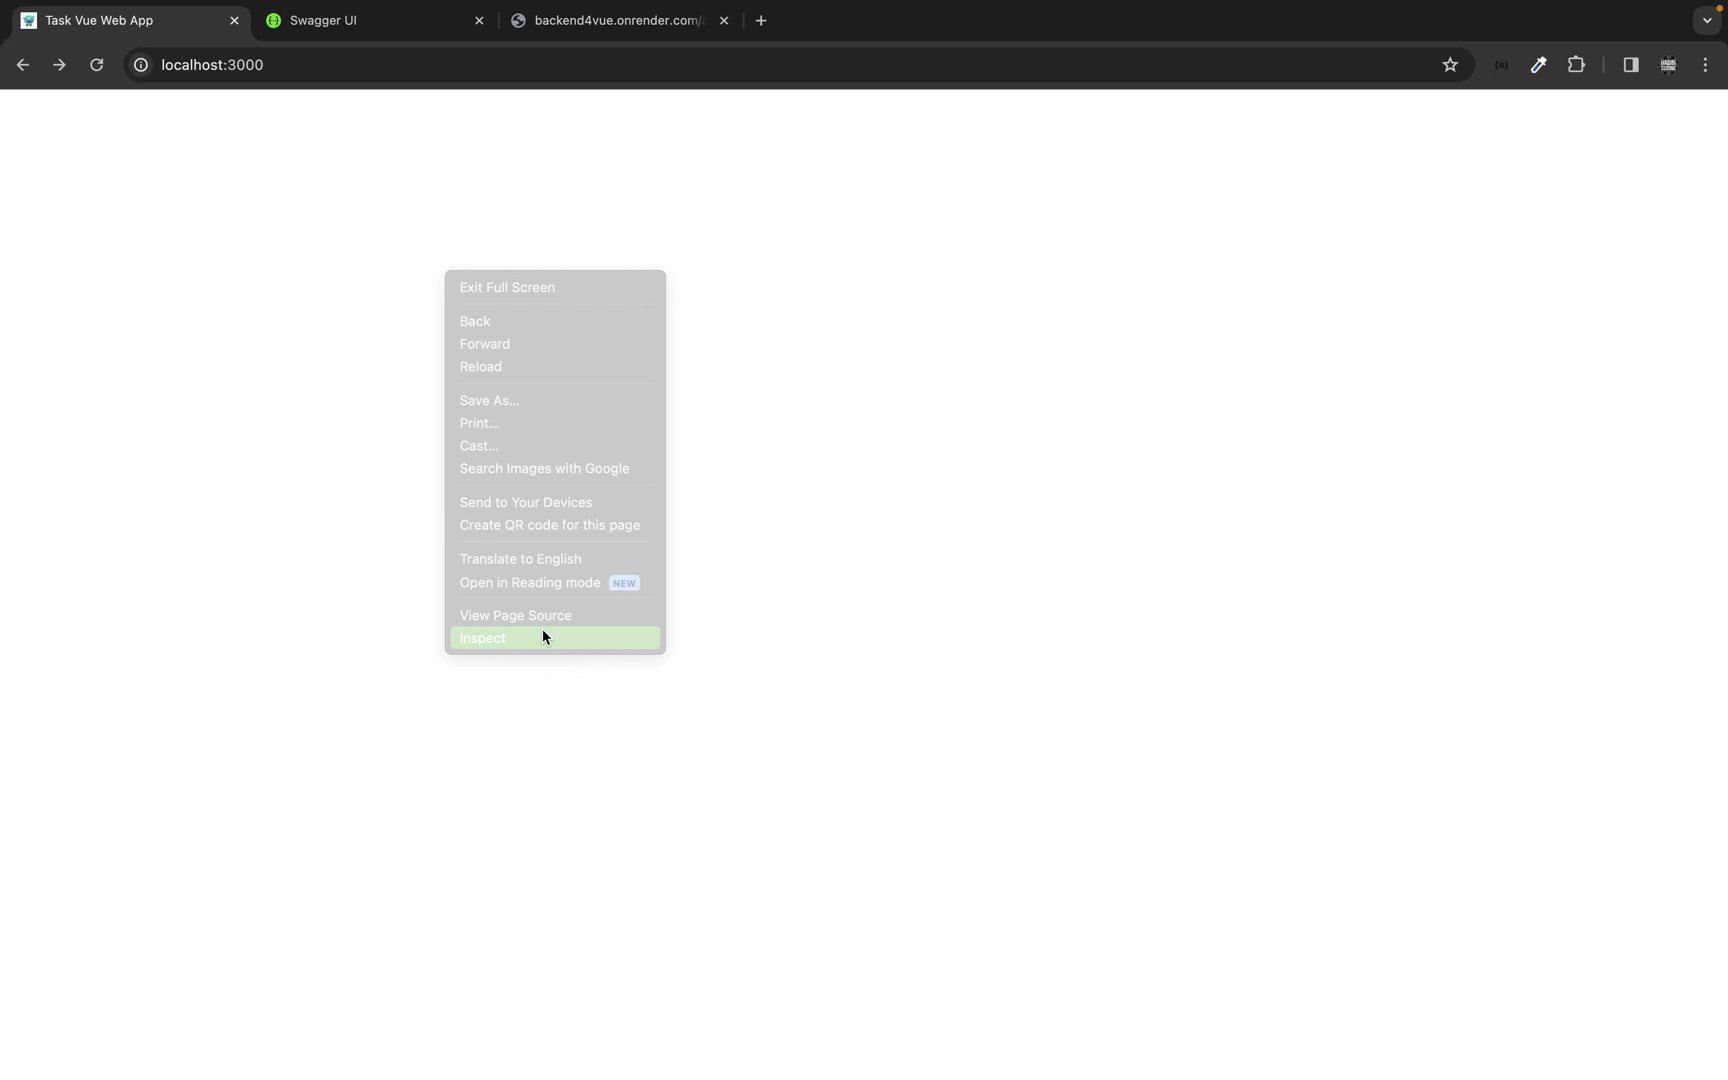 Task Vue Web App
Swagger UI
backend4vue.onrender.com/
localhost:3000
Exit Full Screen
Back
Forward
Reload
Save As...
Print...
Cast...
Search Images with Google
Send to Your Devices
Create QR code for this page
Translate to English
Open in Reading mode NEW
View Page Source
Inspect